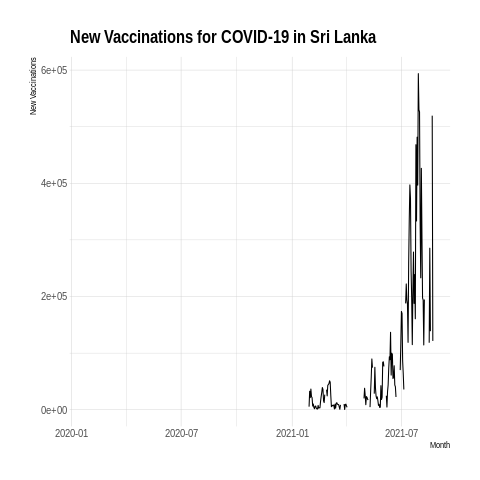 New Vaccinations for COVID-19 in Sri Lanka
New Vaccinations
6e+05
4e+05
2e+05
0e+00
2020-01 2020-07 2021-01 2021-07
Month